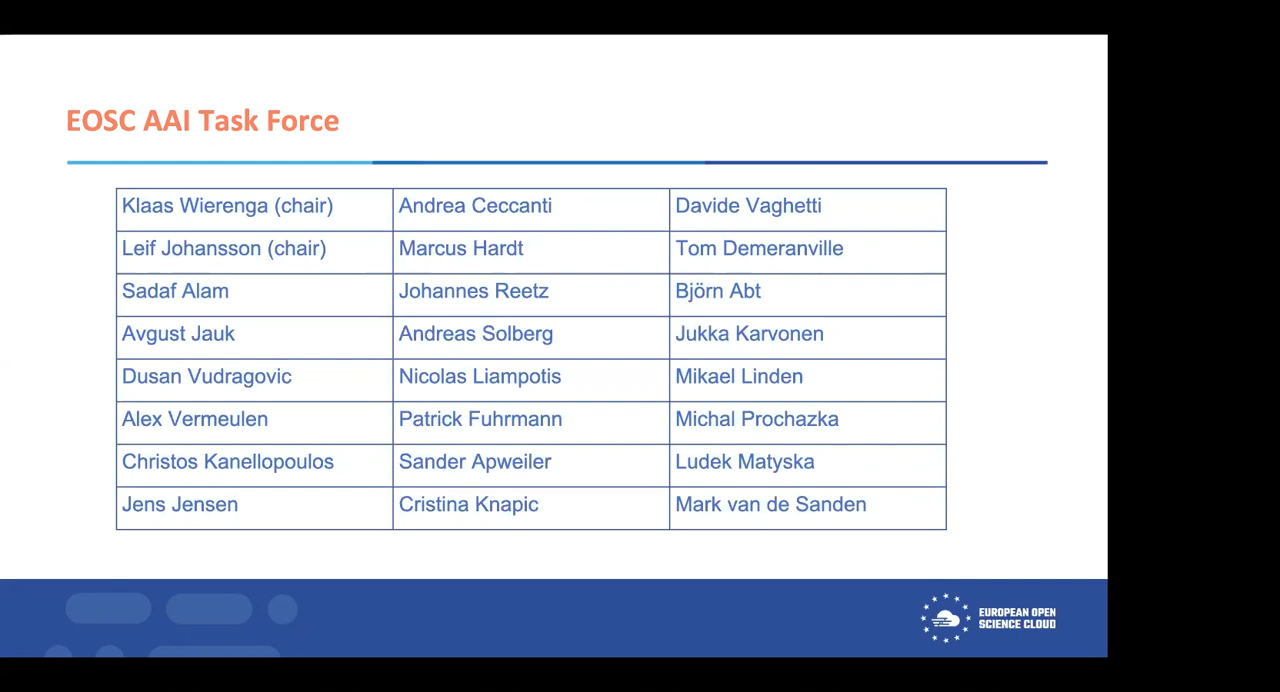 EOSC AAI Task Force
Klaas Wierenga (chair) Andrea Ceccanti Davide Vaghetti
Leif Johansson (chair) Marcus Hardt Tom Demeranville
Sadaf Alam Johannes Reetz Björn Abt
Avgust Jauk Andreas Solberg Jukka Karvonen
Dusan Vudragovic Nicolas Liampotis Mikael Linden
Alex Vermeulen Patrick Fuhrmann Michal Prochazka
Christos Kanellopoulos Sander Apweiler Ludek Matyska
Jens Jensen Cristina Knapic Mark van de Sanden
EUROPEAN OPEN
SCIENCE CLOUD